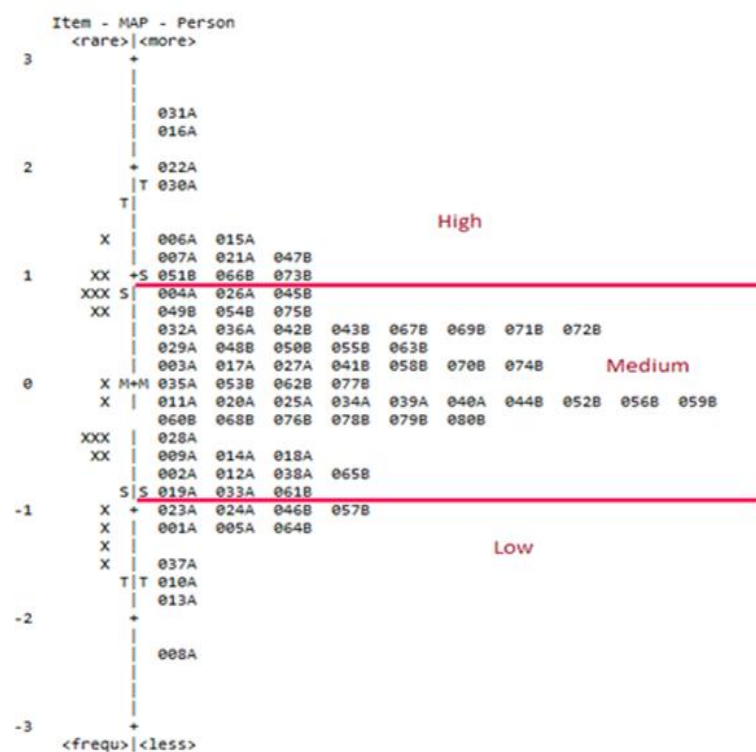 Item - MAP - Person
<rare>|<more>
3 +
|
|
|
| 031A
| 016A
|
2 + 022A
|T 030A
T|
|
High
X | 006A 015A
| 007A 021A 047B
1 XX +S 051B 066B 073B
XXX S| 004A 026A 045B
XX | 049B 054B 075B
| 032A 036A 042B 043B 067B 069B 071B 072B
| 029A 048B 050B 055B 063B
| 003A 017A 027A 041B 058B 070B 074B Medium
0 X M+M 035A 053B 062B 077B
X | 011A 020A 025A 034A 039A 040A 044B 052B 056B 059B
060B 068B 076B 078B 079B 080B
XXX | 028A
XX | 009A 014A 018A
| 002A 012A 038A 065B
S|S 019A 033A 061B
-1 X + 023A 024A 046B 057B
X | 001A 005A 064B
X | Low
X | 037A
T|T 010A
| 013A
-2 +
|
| 008A
|
|
|
-3 +
<frequ>|<less>